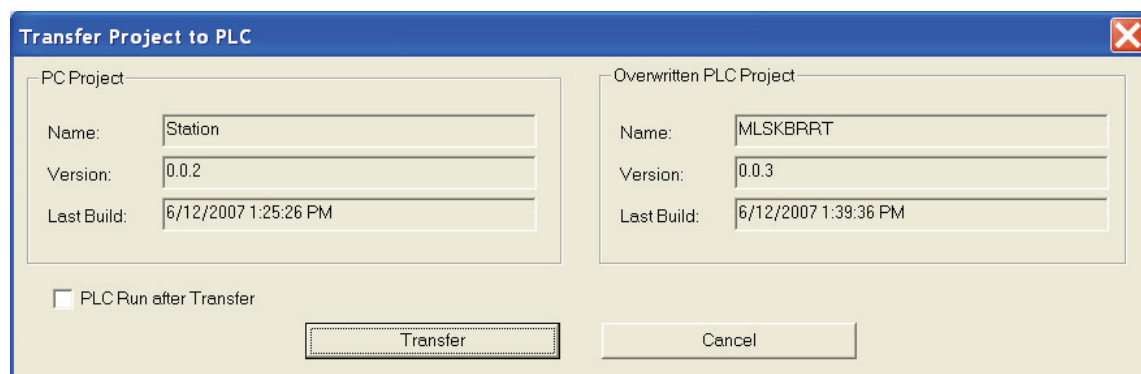 Transfer Project to PLC
PC Project
Name: Station
Version: 0.0.2
Last Build: 6/12/2007 1:25:26 PM
Overwritten PLC Project
Name: MLSKBRRT
Version: 0.0.3
Last Build: 6/12/2007 1:39:36 PM
PLC Run after Transfer
Transfer
Cancel